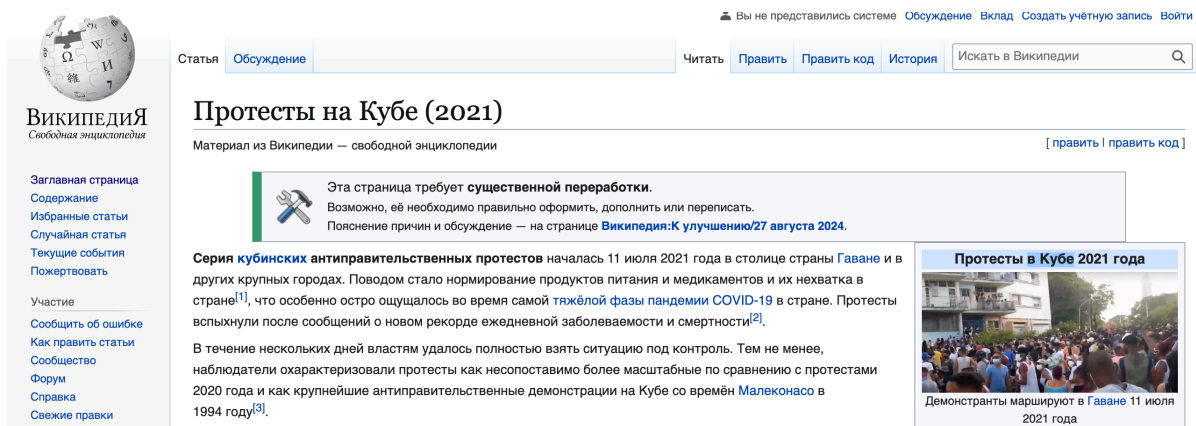 Вы не представились системе Обсуждение Вклад Создать учётную запись Войти
Статья Обсуждение Читать Править Править код История Искать в Википедии
ВИКИПЕДИЯ
Свободная энциклопедия
Заглавная страница
Содержание
Избранные статьи
Случайная статья
Текущие события
Пожертвовать
Участие
Сообщить об ошибке
Как править статьи
Сообщество
Форум
Справка
Свежие правки
Протесты на Кубе (2021)
Материал из Википедии — свободной энциклопедии
[ править | править код ]
Эта страница требует существенной переработки.
Возможно, её необходимо правильно оформить, дополнить или переписать.
Пояснение причин и обсуждение — на странице Википедия:К улучшению/27 августа 2024.
Серия кубинских антиправительственных протестов началась 11 июля 2021 года в столице страны Гаване и в
других крупных городах. Поводом стало нормирование продуктов питания и медикаментов и их нехватка в
стране[1], что особенно остро ощущалось во время самой тяжёлой фазы пандемии COVID-19 в стране. Протесты
вспыхнули после сообщений о новом рекорде ежедневной заболеваемости и смертности[2].
В течение нескольких дней властям удалось полностью взять ситуацию под контроль. Тем не менее,
наблюдатели охарактеризовали протесты как несопоставимо более масштабные по сравнению с протестами
2020 года и как крупнейшие антиправительственные демонстрации на Кубе со времён Малеконасо в
1994 году[3].
Протесты в Кубе 2021 года
Демонстранты маршируют в Гаване 11 июля
2021 года